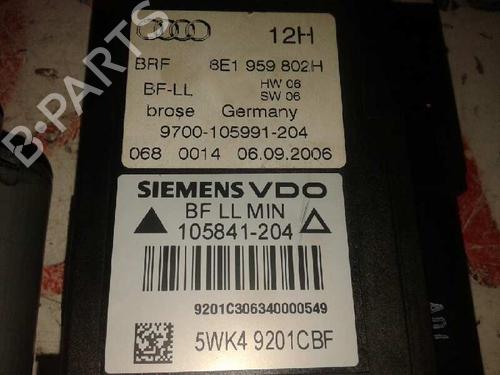 12H
BRF 8E1 959 802H
BF-LL HW 06
SW 06
brose Germany
9700-105991-204
068 0014 06.09.2006
SIEMENS VDO
BF LL MIN
105841-204
9201C306340000549
5WK4 9201CBF
B-PARTS